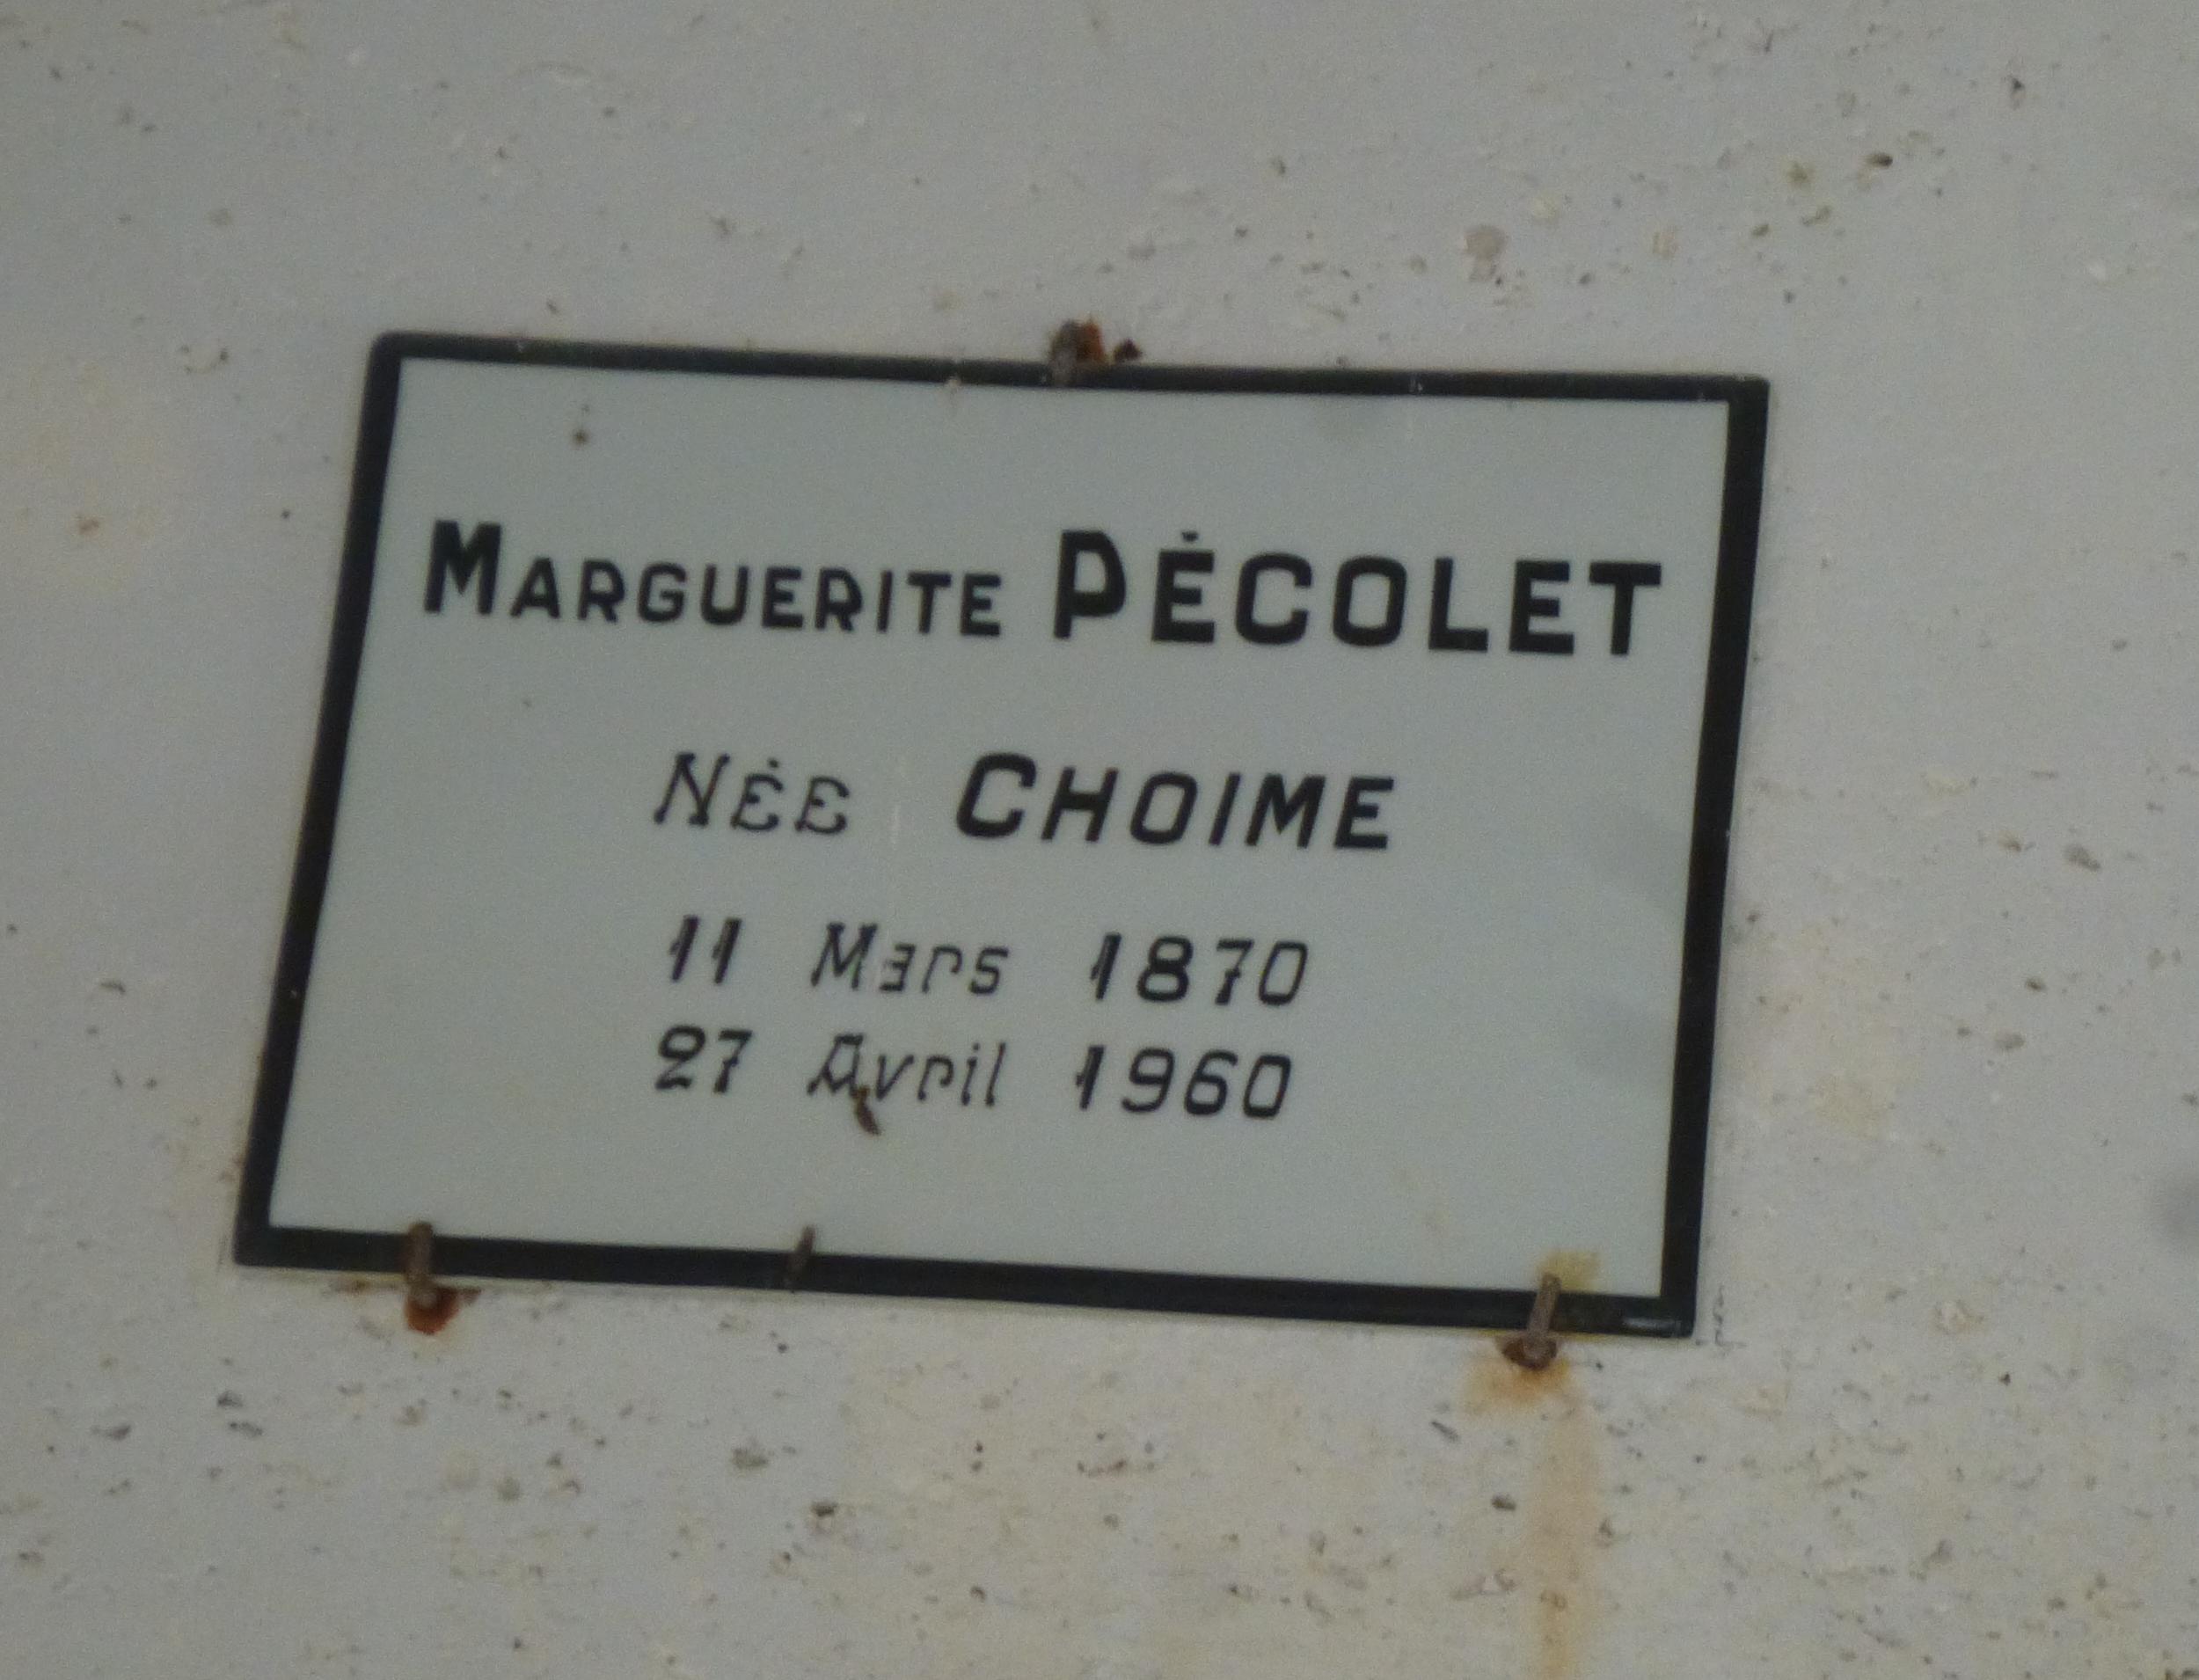 MARGUERITE PÉCOLET
NÉE CHOIME
11 Mars 1870
27 Avril 1960